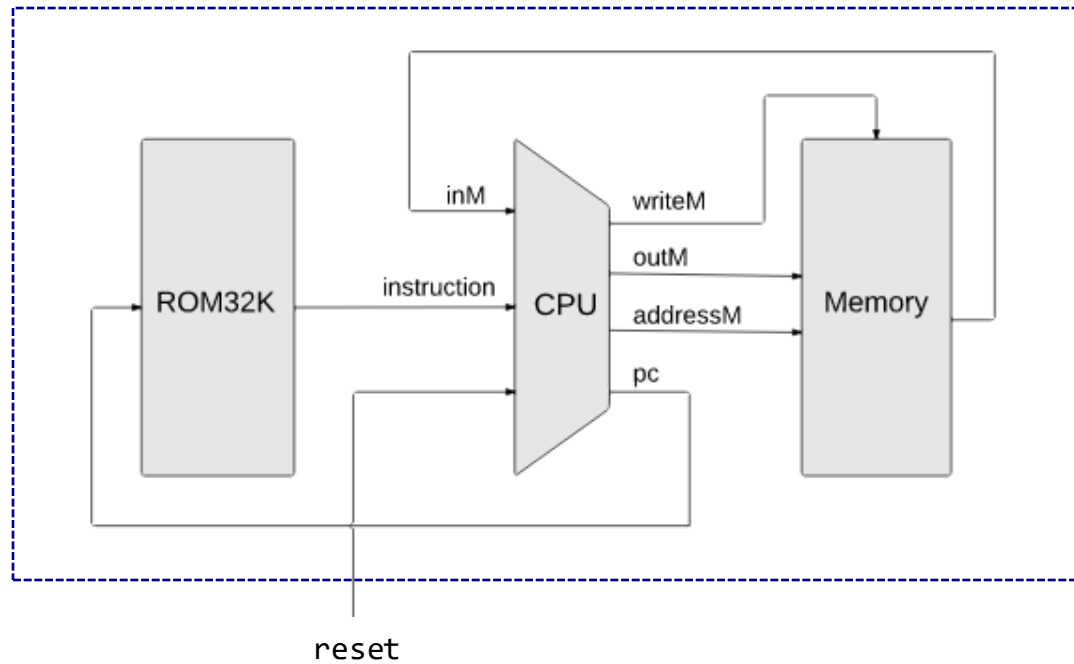 inM
writeM
outM
ROM32K
instruction
CPU
addressM
Memory
pc
reset